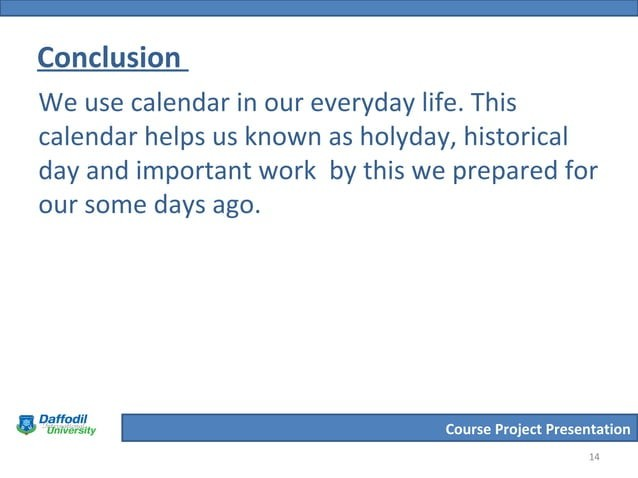 Conclusion
We use calendar in our everyday life. This
calendar helps us known as holyday, historical
day and important work by this we prepared for
our some days ago.
Daffodil
University
Course Project Presentation
14